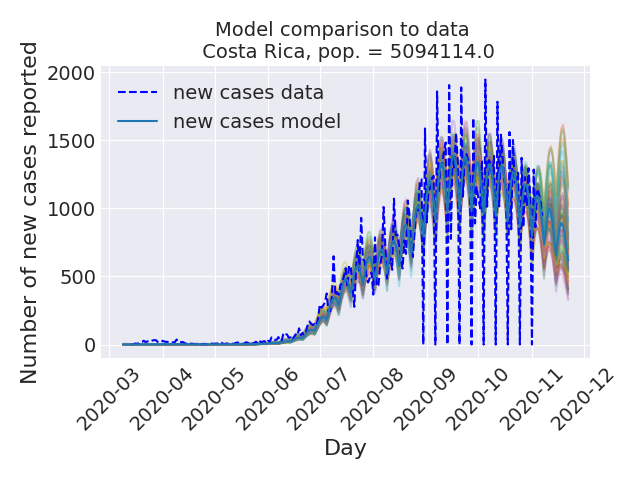 Model comparison to data
Costa Rica, pop. = 5094114.0
Number of new cases reported
2000
1500
1000
500
0
new cases data
new cases model
2020-03
2020-04
2020-05
2020-06
2020-07
2020-08
2020-09
2020-10
2020-11
2020-12
Day